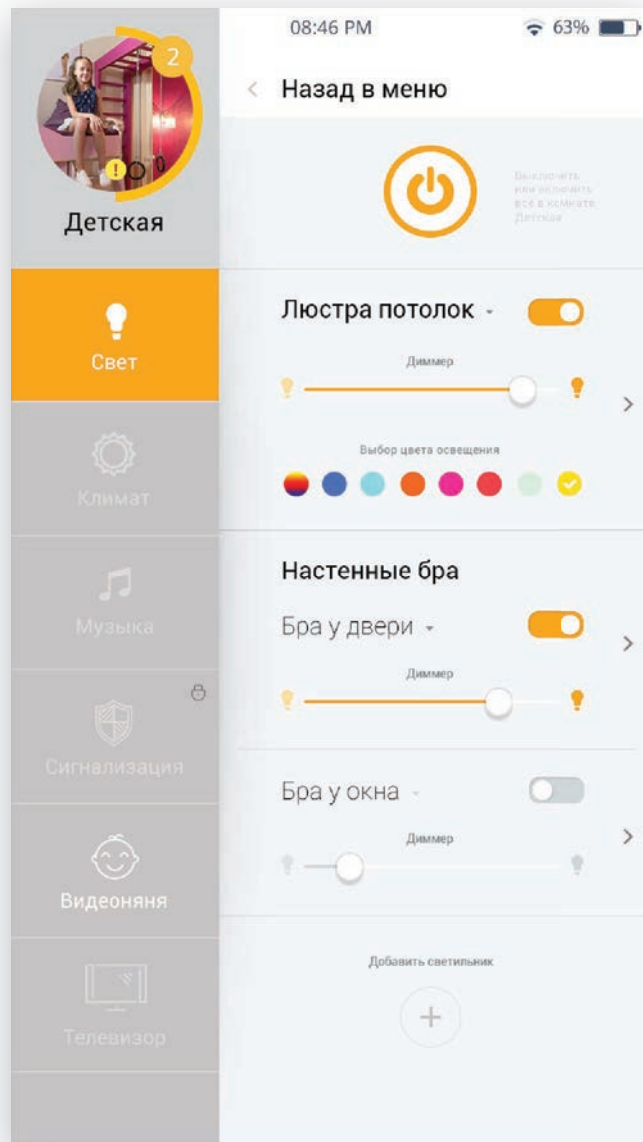 08:46 PM
63%
2
Назад в меню
!
Детская
Выключить
или включить
все в комнате
Детская
Свет
Люстра потолок
Диммер
Выбор цвета освещения
Климат
Музыка
Настенные бра
Бра у двери
Диммер
Сигнализация
Бра у окна
Диммер
Видеоняня
Добавить светильник
Телевизор